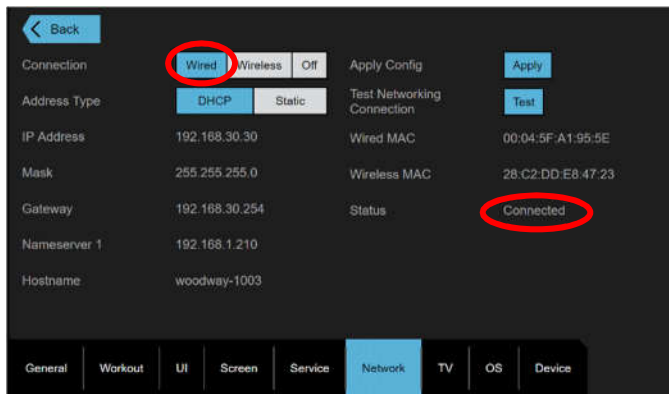 Back
Connection Wired Wireless Off Apply Config Apply
Address Type DHCP Static Test Networking Connection Test
IP Address 192.168.30.30 Wired MAC 00:04:5F:A1:95:5E
Mask 255.255.255.0 Wireless MAC 28:C2:DD:E8:47:23
Gateway 192.168.30.254 Status Connected
Nameserver 1 192.168.1.210
Hostname woodway-1003
General Workout UI Screen Service Network TV OS Device